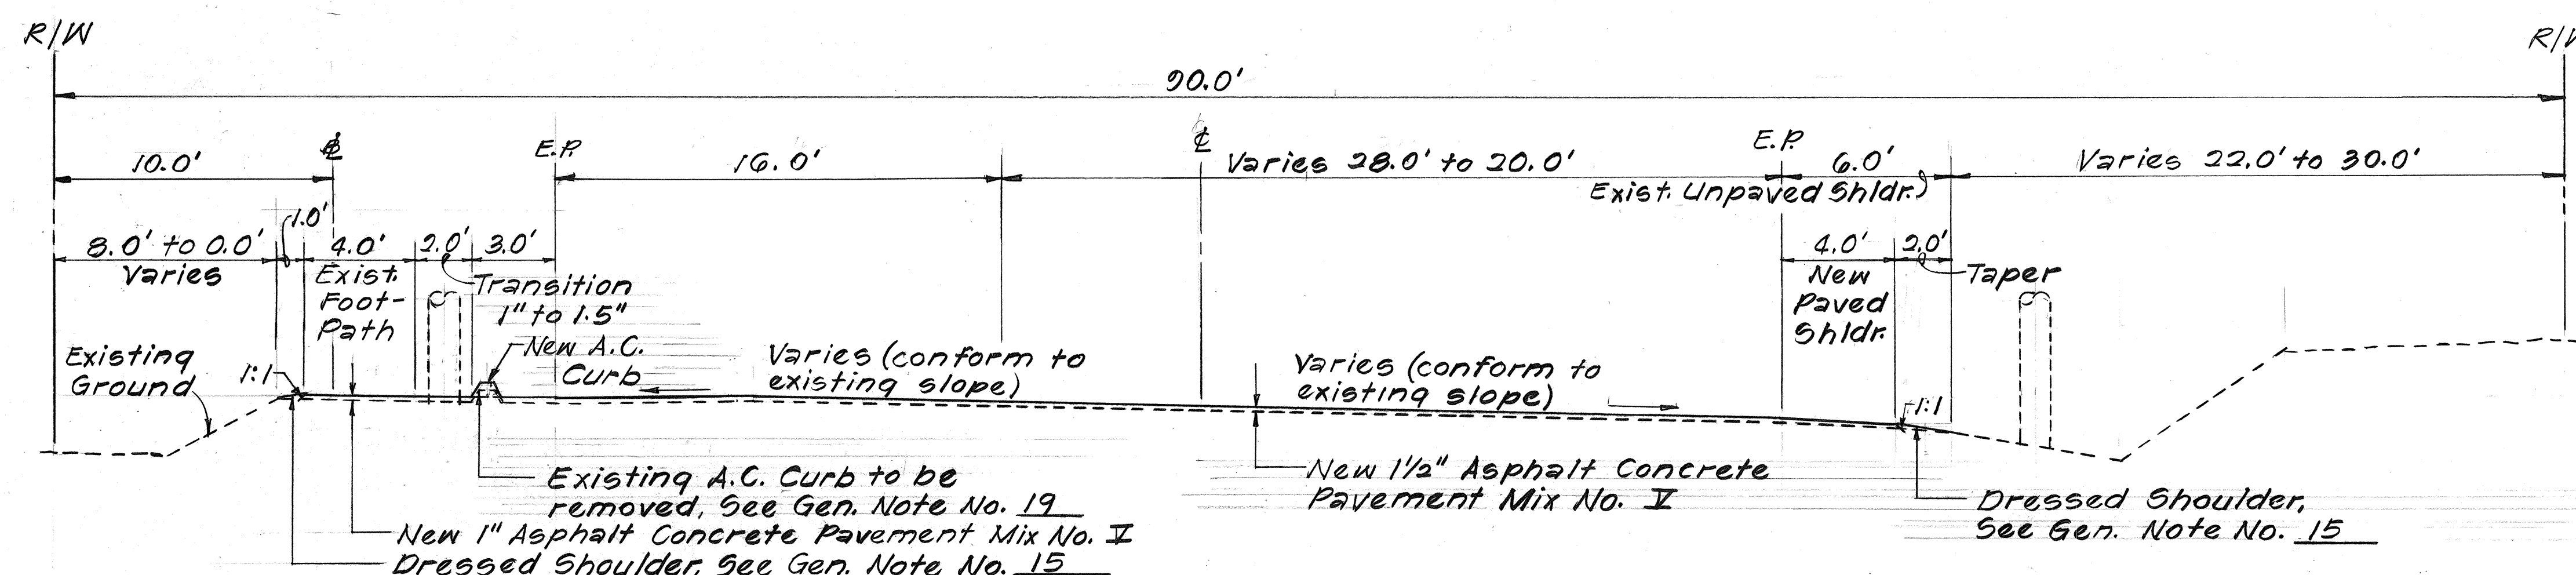 R/W
R/W
90.0'
10.0'
℄
E.P.
16.0'
℄
Varies 28.0' to 20.0'
E.P.
6.0'
Exist. Unpaved Shldr.
Varies 22.0' to 30.0'
8.0' to 0.0'
Varies
1.0'
4.0'
Exist.
Foot-
Path
2.0'
3.0'
Transition
1" to 1.5"
New A.C.
Curb
4.0'
New
Paved
Shldr.
2.0'
Taper
Existing
Ground
1:1
Varies (conform to
existing slope)
Varies (conform to
existing slope)
1:1
Existing A.C. Curb to be
removed, See Gen. Note No. 19
New 1" Asphalt Concrete Pavement Mix No. V
Dressed Shoulder, See Gen. Note No. 15
New 1½" Asphalt Concrete
Pavement Mix No. V
Dressed Shoulder,
See Gen. Note No. 15